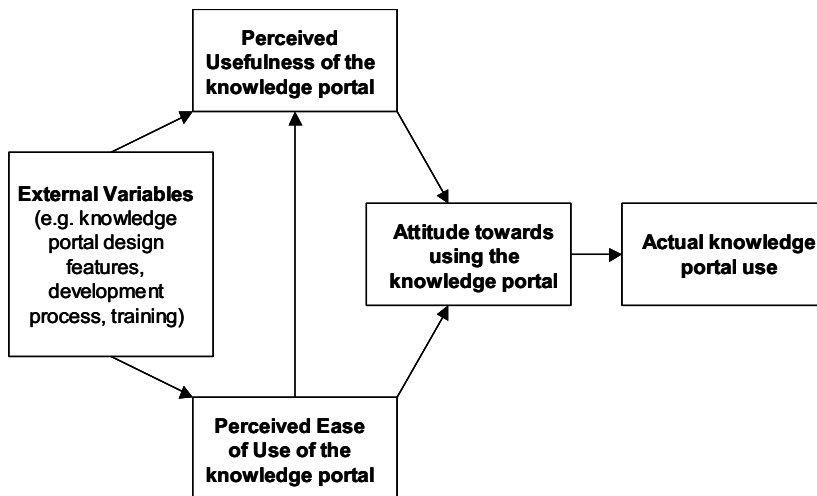 Perceived
Usefulness of the
knowledge portal
External Variables
(e.g. knowledge
portal design
features,
development
process, training)
Attitude towards
using the
knowledge portal
Actual knowledge
portal use
Perceived Ease
of Use of the
knowledge portal